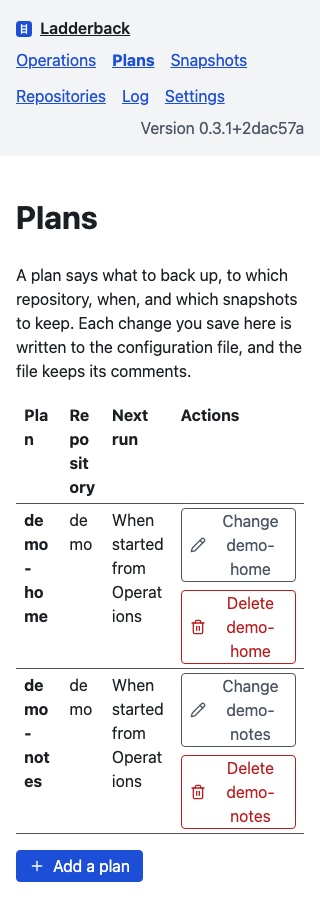 Ladderback
Operations Plans Snapshots
Repositories Log Settings
Version 0.3.1+2dac57a
Plans
A plan says what to back up, to which
repository, when, and which snapshots
to keep. Each change you save here is
written to the configuration file, and the
file keeps its comments.
Pla
n
Re
po
sit
ory
Next
run
Actions
de
mo
-
ho
me
de
mo
When
started
from
Operat
ions
Change
demo-
home
Delete
demo-
home
de
mo
-
not
es
de
mo
When
started
from
Operat
ions
Change
demo-
notes
Delete
demo-
notes
Add a plan